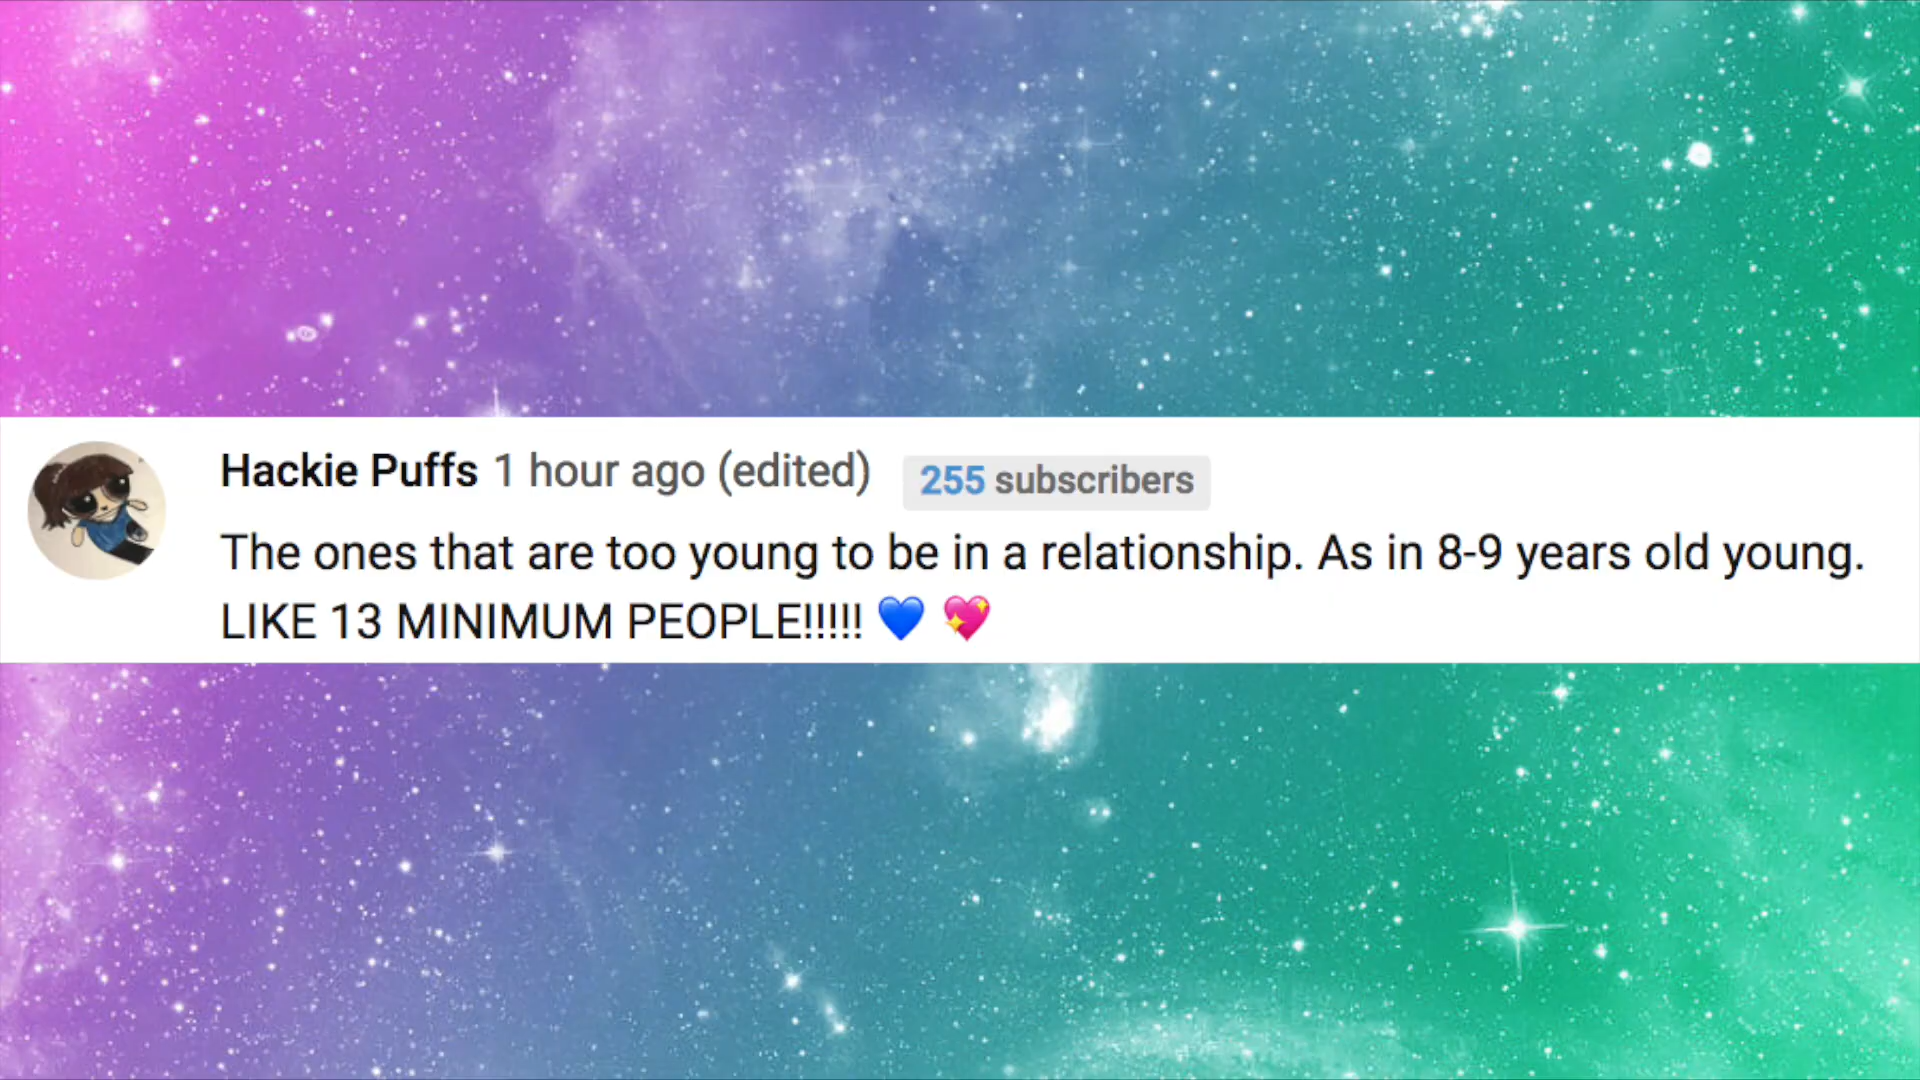 Hackie Puffs 1 hour ago (edited) 255 subscribers
The ones that are too young to be in a relationship. As in 8-9 years old young.
LIKE 13 MINIMUM PEOPLE!!!!! 💙 💖